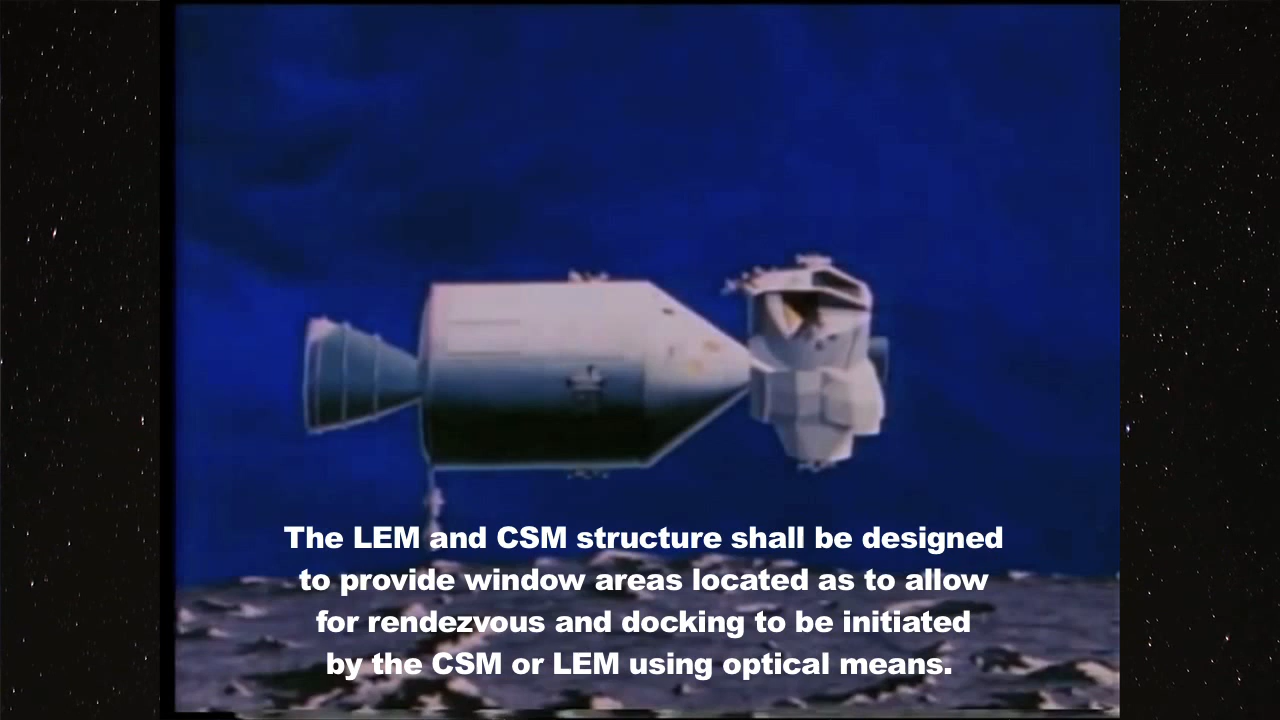 The LEM and CSM structure shall be designed
to provide window areas located as to allow
for rendezvous and docking to be initiated
by the CSM or LEM using optical means.